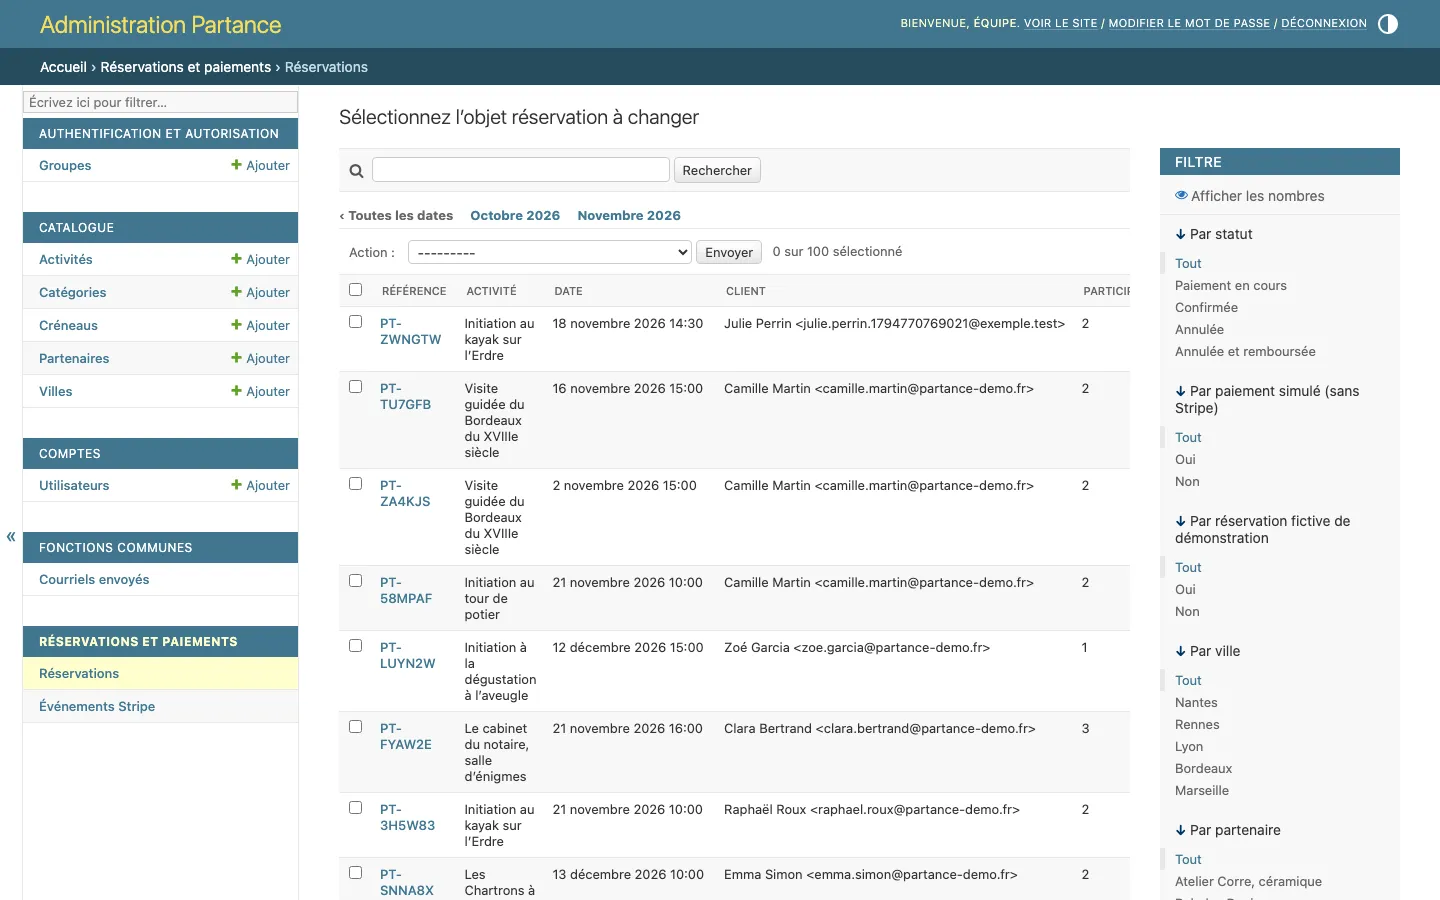 Administration Partance
BIENVENUE, ÉQUIPE. VOIR LE SITE / MODIFIER LE MOT DE PASSE / DÉCONNEXION
Accueil › Réservations et paiements › Réservations
Écrivez ici pour filtrer…
AUTHENTIFICATION ET AUTORISATION
Groupes
Ajouter
CATALOGUE
Activités
Ajouter
Catégories
Ajouter
Créneaux
Ajouter
Partenaires
Ajouter
Villes
Ajouter
COMPTES
Utilisateurs
Ajouter
FONCTIONS COMMUNES
Courriels envoyés
RÉSERVATIONS ET PAIEMENTS
Réservations
Événements Stripe
«
Sélectionnez l’objet réservation à changer
Rechercher
‹ Toutes les dates Octobre 2026 Novembre 2026
Action : --------- Envoyer 0 sur 100 sélectionné
RÉFÉRENCE ACTIVITÉ DATE CLIENT PARTICIP
PT-
ZWNGTW
Initiation au
kayak sur
l’Erdre
18 novembre 2026 14:30
Julie Perrin <julie.perrin.1794770769021@exemple.test>
2
PT-
TU7GFB
Visite
guidée du
Bordeaux
du XVIIIe
siècle
16 novembre 2026 15:00
Camille Martin <camille.martin@partance-demo.fr>
2
PT-
ZA4KJS
Visite
guidée du
Bordeaux
du XVIIIe
siècle
2 novembre 2026 15:00
Camille Martin <camille.martin@partance-demo.fr>
2
PT-
58MPAF
Initiation au
tour de
potier
21 novembre 2026 10:00
Camille Martin <camille.martin@partance-demo.fr>
2
PT-
LUYN2W
Initiation à
la
dégustation
à l’aveugle
12 décembre 2026 15:00
Zoé Garcia <zoe.garcia@partance-demo.fr>
1
PT-
FYAW2E
Le cabinet
du notaire,
salle
d’énigmes
21 novembre 2026 16:00
Clara Bertrand <clara.bertrand@partance-demo.fr>
3
PT-
3H5W83
Initiation au
kayak sur
l’Erdre
21 novembre 2026 10:00
Raphaël Roux <raphael.roux@partance-demo.fr>
2
PT-
SNNA8X
Les
Chartrons à
13 décembre 2026 10:00
Emma Simon <emma.simon@partance-demo.fr>
2
FILTRE
Afficher les nombres
Par statut
Tout
Paiement en cours
Confirmée
Annulée
Annulée et remboursée
Par paiement simulé (sans
Stripe)
Tout
Oui
Non
Par réservation fictive de
démonstration
Tout
Oui
Non
Par ville
Tout
Nantes
Rennes
Lyon
Bordeaux
Marseille
Par partenaire
Tout
Atelier Corre, céramique